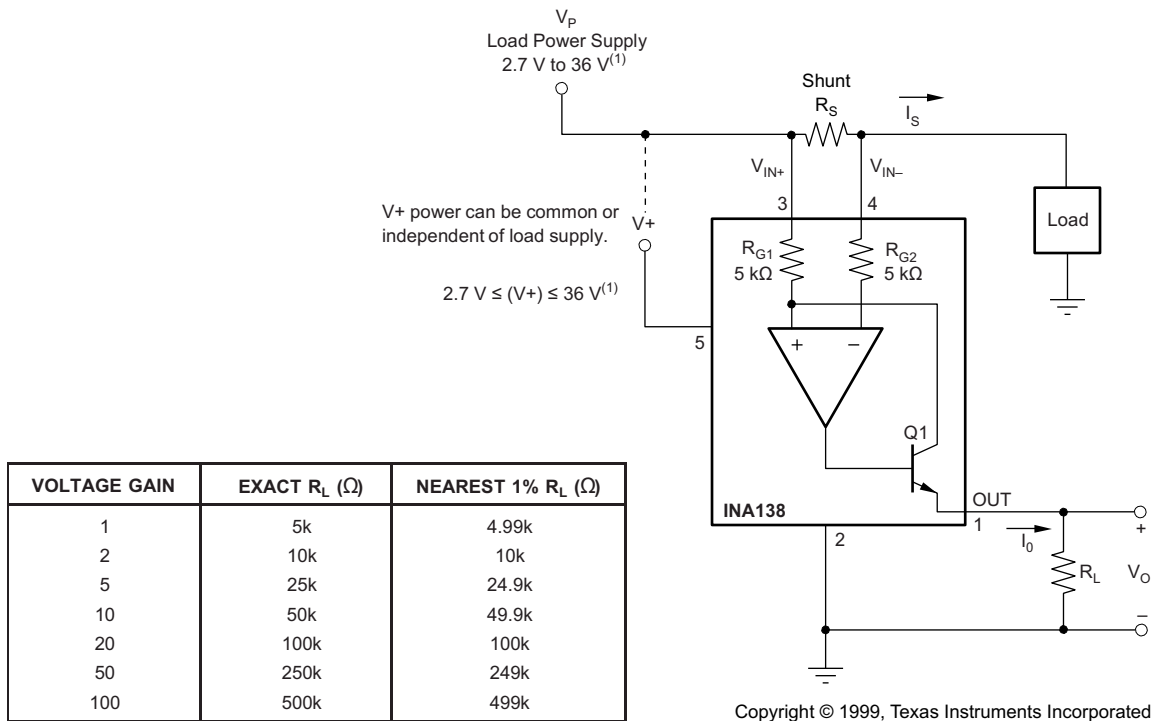 V_P
Load Power Supply
2.7 V to 36 V(1)
Shunt
R_S
I_S
V_IN+
V_IN–
3
4
Load
V+ power can be common or
independent of load supply.
V+
R_G1
5 kΩ
R_G2
5 kΩ
2.7 V ≤ (V+) ≤ 36 V(1)
5
+
–
Q1
OUT
INA138
1
2
I_0
+
R_L
V_O
–
VOLTAGE GAIN EXACT R_L (Ω) NEAREST 1% R_L (Ω)
1 5k 4.99k
2 10k 10k
5 25k 24.9k
10 50k 49.9k
20 100k 100k
50 250k 249k
100 500k 499k
Copyright © 1999, Texas Instruments Incorporated